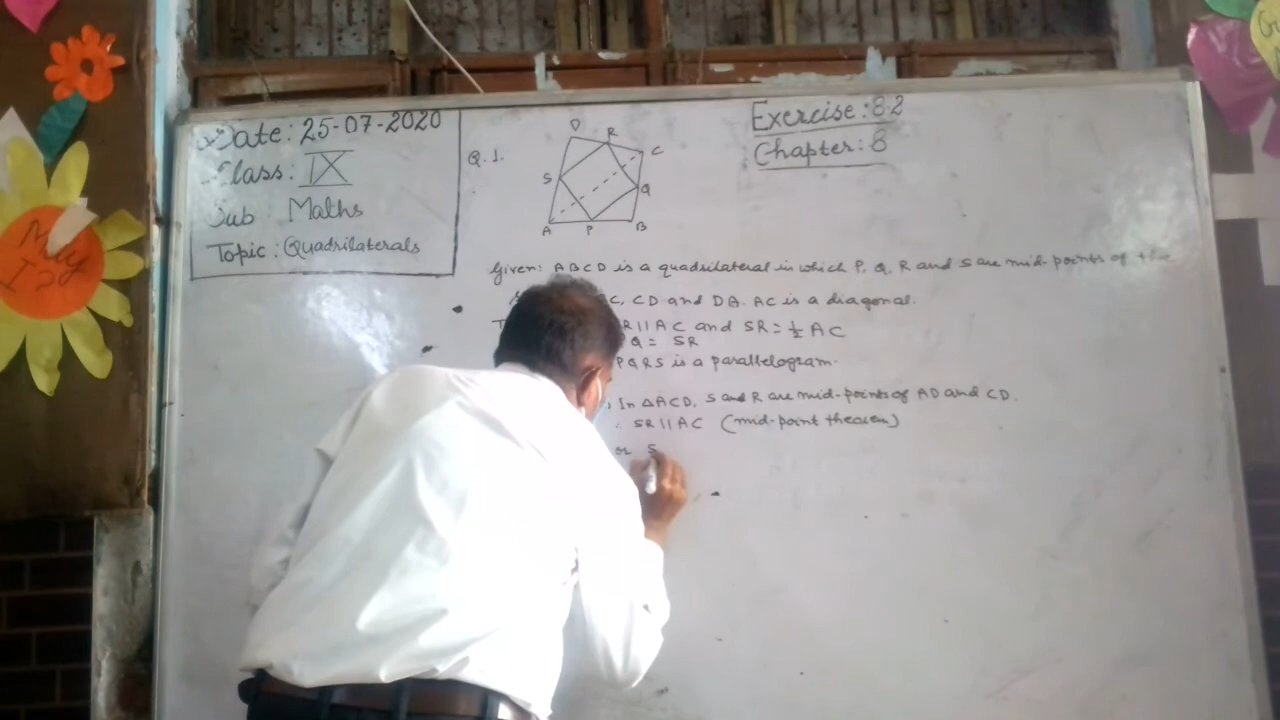 Date: 25-07-2020
Class: IX
Sub Maths
Topic: Quadrilaterals
Exercise: 8.2
Chapter: 8
Q.1.
D
R
C
S
Q
A P B
Given: ABCD is a quadrilateral in which P, Q, R and S are mid-points of the
C, CD and DA. AC is a diagonal.
R || AC and SR = 1/2 AC
Q = SR
PQRS is a parallelogram.
In △ACD, S and R are mid-points of AD and CD.
SR || AC (mid-point theorem)
or S